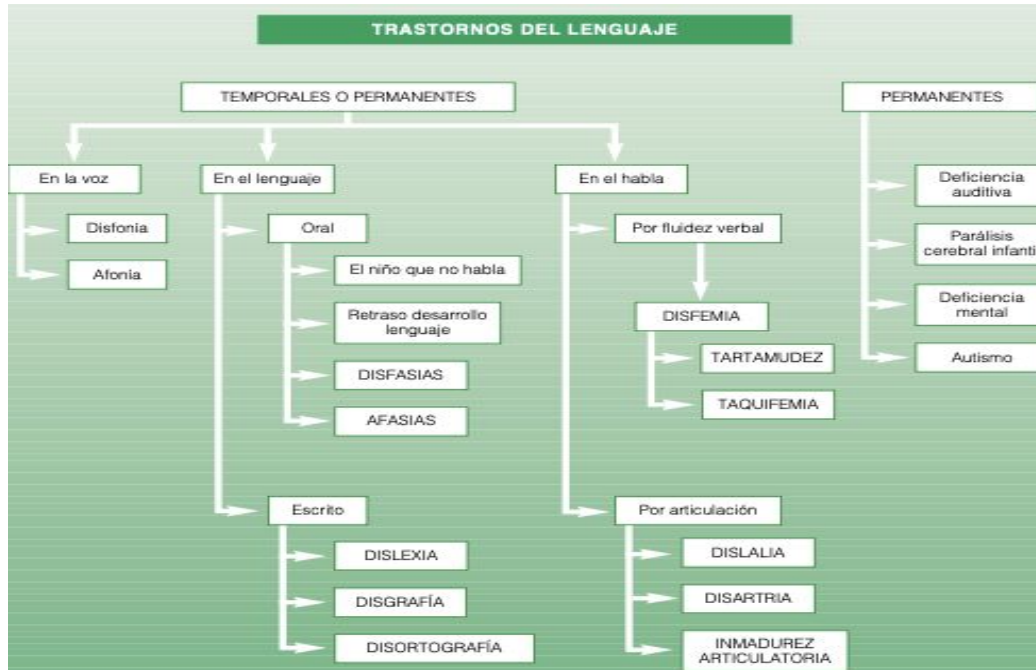 TRASTORNOS DEL LENGUAJE
TEMPORALES O PERMANENTES
PERMANENTES
En la voz
En el lenguaje
En el habla
Disfonía
Afonía
Oral
El niño que no habla
Retraso desarrollo
lenguaje
DISFASIAS
AFASIAS
Escrito
DISLEXIA
DISGRAFÍA
DISORTOGRAFÍA
Por fluidez verbal
DISFEMIA
TARTAMUDEZ
TAQUIFEMIA
Por articulación
DISLALIA
DISARTRIA
INMADUREZ
ARTICULATORIA
Deficiencia
auditiva
Parálisis
cerebral infanti
Deficiencia
mental
Autismo